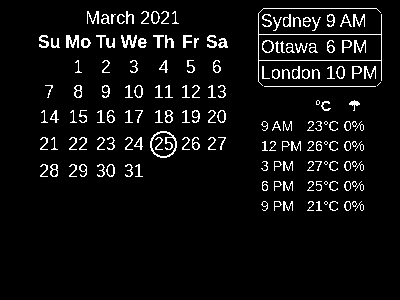 March 2021
Su Mo Tu We Th Fr Sa
1 2 3 4 5 6
7 8 9 10 11 12 13
14 15 16 17 18 19 20
21 22 23 24 25 26 27
28 29 30 31
Sydney 9 AM
Ottawa 6 PM
London 10 PM
°C
9 AM 23°C 0%
12 PM 26°C 0%
3 PM 27°C 0%
6 PM 25°C 0%
9 PM 21°C 0%